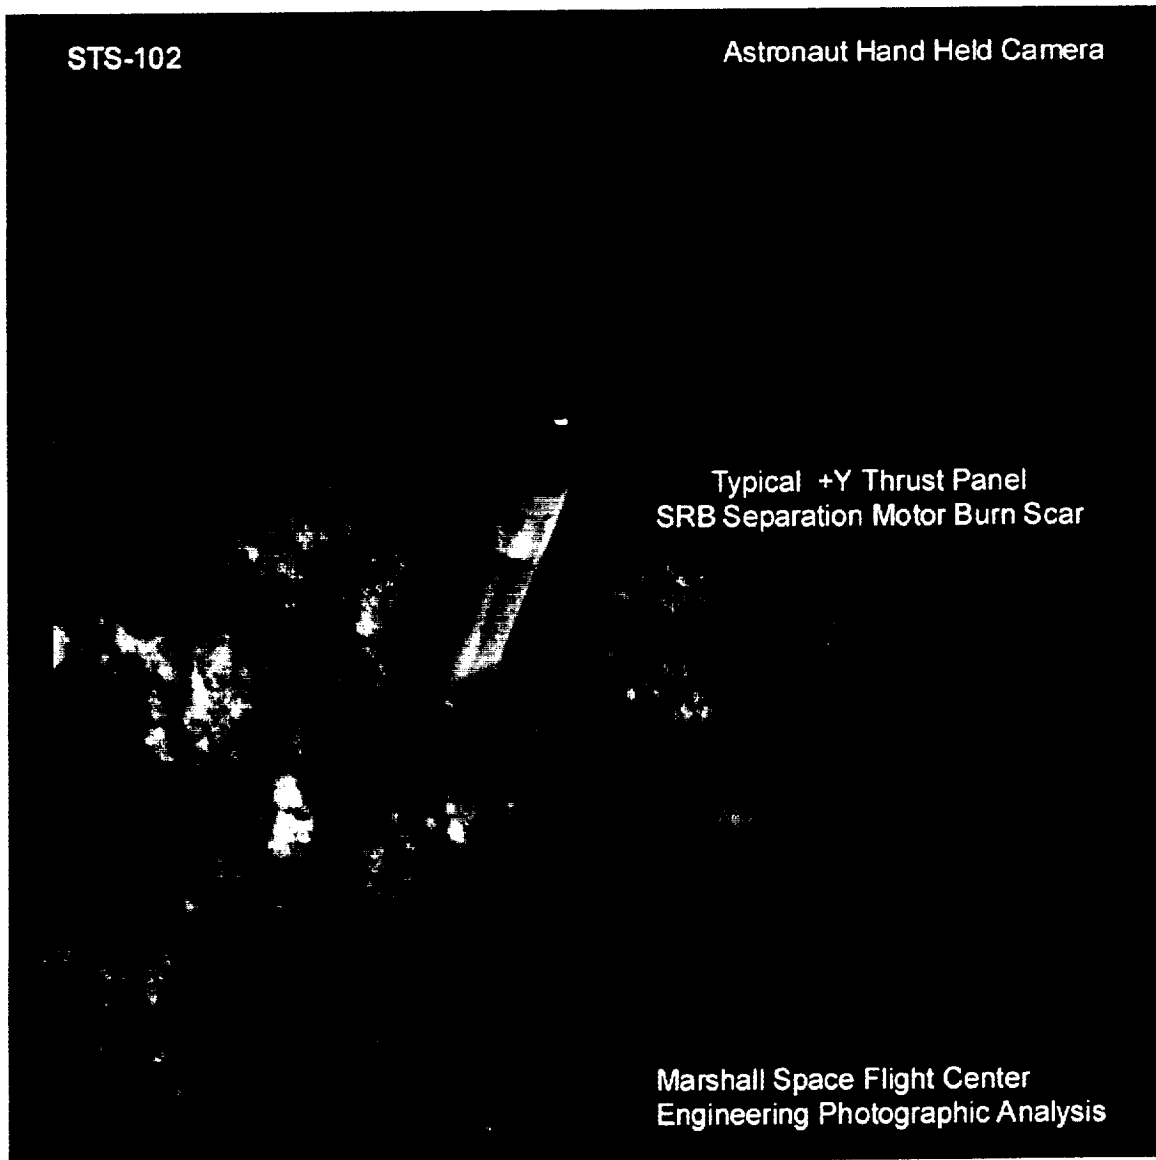 STS-102
Astronaut Hand Held Camera
Typical +Y Thrust Panel
SRB Separation Motor Burn Scar
Marshall Space Flight Center
Engineering Photographic Analysis